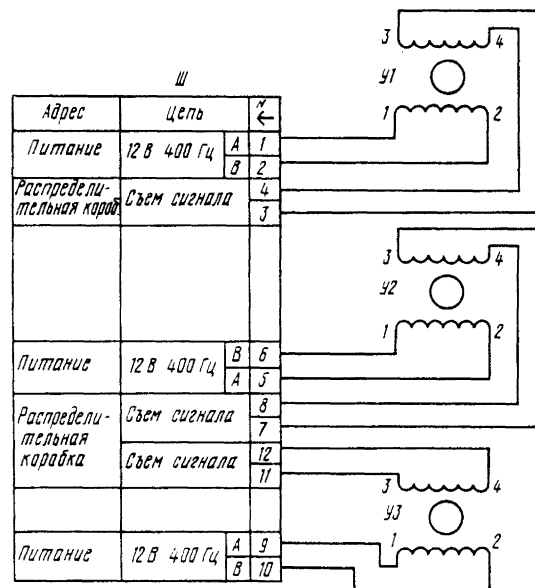 Ш
Адрес Цепь N
Питание 12 В 400 Гц А 1
В 2
Распредели-
тельная короб. Съем сигнала 4
3
Питание 12 В 400 Гц В 6
А 5
Распредели-
тельная
коробка Съем сигнала 8
7
Съем сигнала 12
11
Питание 12 В 400 Гц А 9
В 10
3 4
У1
1 2
3 4
У2
1 2
3 4
У3
1 2